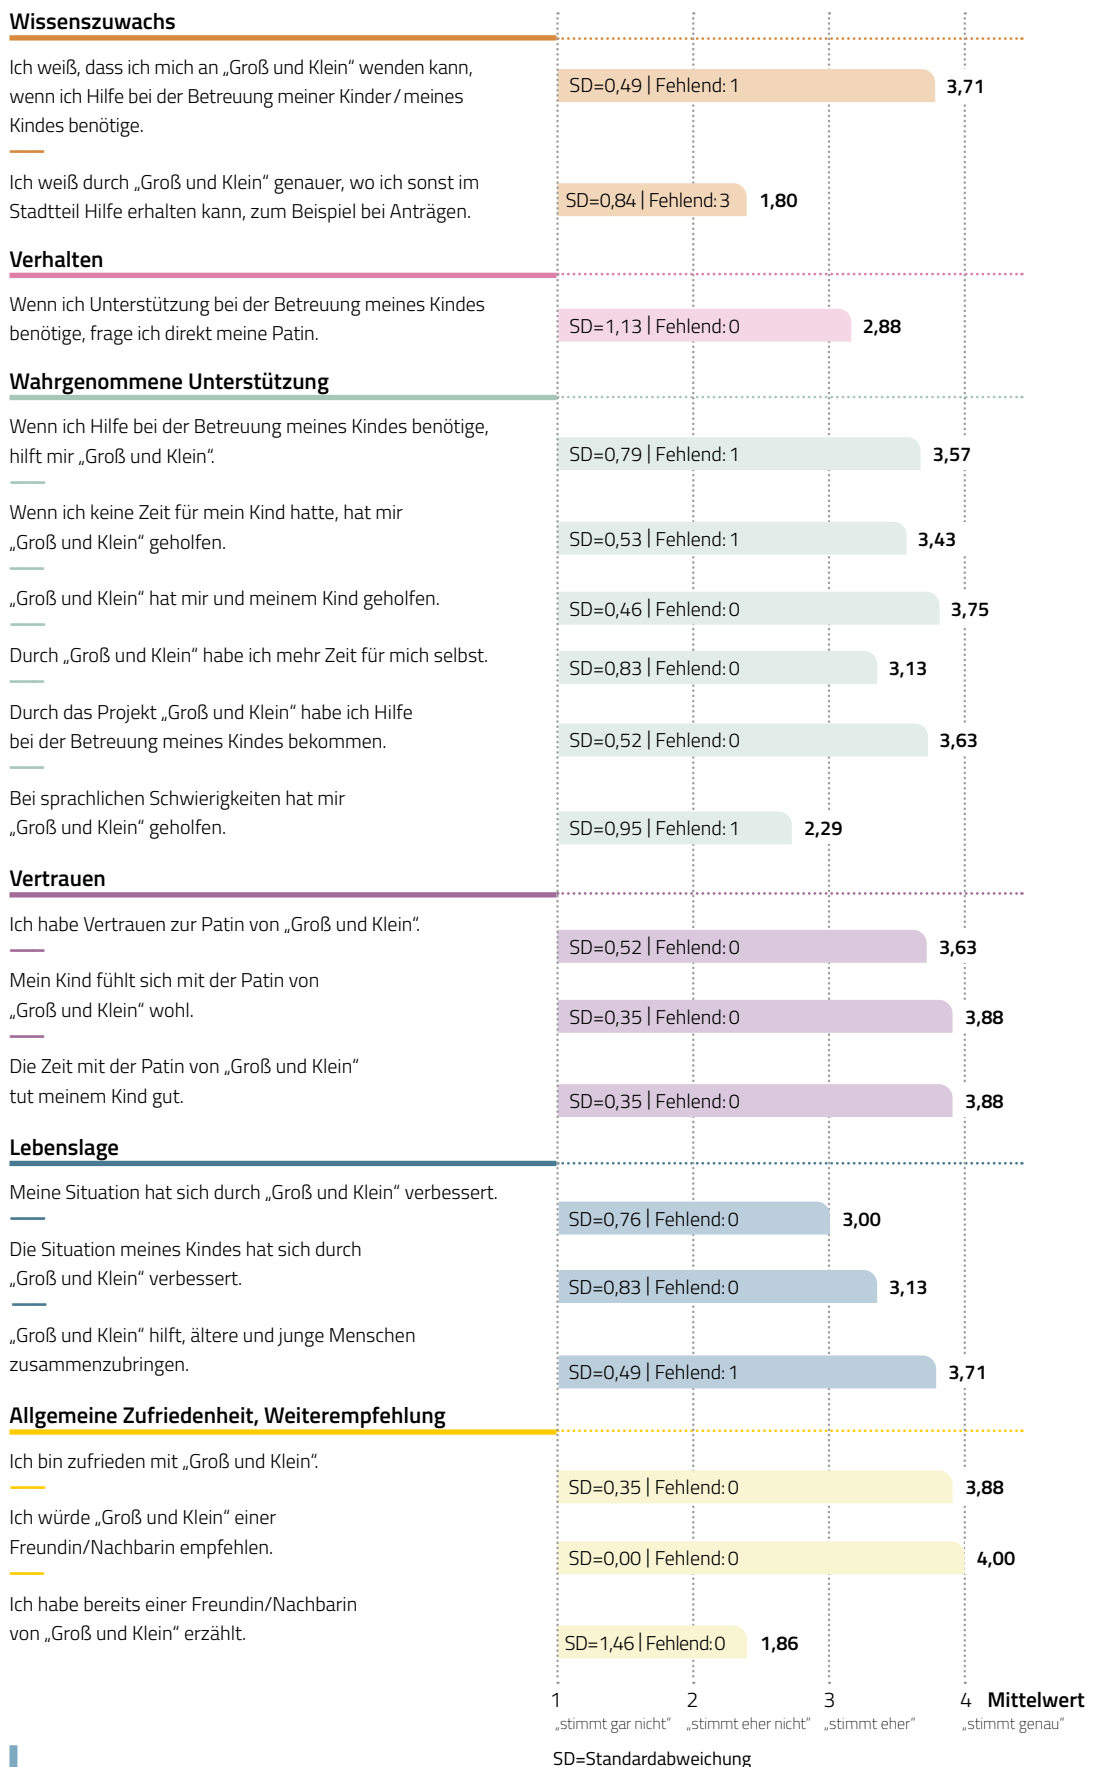 Wissenszuwachs
Ich weiß, dass ich mich an „Groß und Klein“ wenden kann,
wenn ich Hilfe bei der Betreuung meiner Kinder/meines
Kindes benötige.
SD=0,49 | Fehlend: 1 3,71
Ich weiß durch „Groß und Klein“ genauer, wo ich sonst im
Stadtteil Hilfe erhalten kann, zum Beispiel bei Anträgen.
SD=0,84 | Fehlend: 3 1,80
Verhalten
Wenn ich Unterstützung bei der Betreuung meines Kindes
benötige, frage ich direkt meine Patin.
SD=1,13 | Fehlend: 0 2,88
Wahrgenommene Unterstützung
Wenn ich Hilfe bei der Betreuung meines Kindes benötige,
hilft mir „Groß und Klein“.
SD=0,79 | Fehlend: 1 3,57
Wenn ich keine Zeit für mein Kind hatte, hat mir
„Groß und Klein“ geholfen.
SD=0,53 | Fehlend: 1 3,43
„Groß und Klein“ hat mir und meinem Kind geholfen.
SD=0,46 | Fehlend: 0 3,75
Durch „Groß und Klein“ habe ich mehr Zeit für mich selbst.
SD=0,83 | Fehlend: 0 3,13
Durch das Projekt „Groß und Klein“ habe ich Hilfe
bei der Betreuung meines Kindes bekommen.
SD=0,52 | Fehlend: 0 3,63
Bei sprachlichen Schwierigkeiten hat mir
„Groß und Klein“ geholfen.
SD=0,95 | Fehlend: 1 2,29
Vertrauen
Ich habe Vertrauen zur Patin von „Groß und Klein“.
SD=0,52 | Fehlend: 0 3,63
Mein Kind fühlt sich mit der Patin von
„Groß und Klein“ wohl.
SD=0,35 | Fehlend: 0 3,88
Die Zeit mit der Patin von „Groß und Klein“
tut meinem Kind gut.
SD=0,35 | Fehlend: 0 3,88
Lebenslage
Meine Situation hat sich durch „Groß und Klein“ verbessert.
SD=0,76 | Fehlend: 0 3,00
Die Situation meines Kindes hat sich durch
„Groß und Klein“ verbessert.
SD=0,83 | Fehlend: 0 3,13
„Groß und Klein“ hilft, ältere und junge Menschen
zusammenzubringen.
SD=0,49 | Fehlend: 1 3,71
Allgemeine Zufriedenheit, Weiterempfehlung
Ich bin zufrieden mit „Groß und Klein“.
SD=0,35 | Fehlend: 0 3,88
Ich würde „Groß und Klein“ einer
Freundin/Nachbarin empfehlen.
SD=0,00 | Fehlend: 0 4,00
Ich habe bereits einer Freundin/Nachbarin
von „Groß und Klein“ erzählt.
SD=1,46 | Fehlend: 0 1,86
1 2 3 4 Mittelwert
„stimmt gar nicht“ „stimmt eher nicht“ „stimmt eher“ „stimmt genau“
SD=Standardabweichung